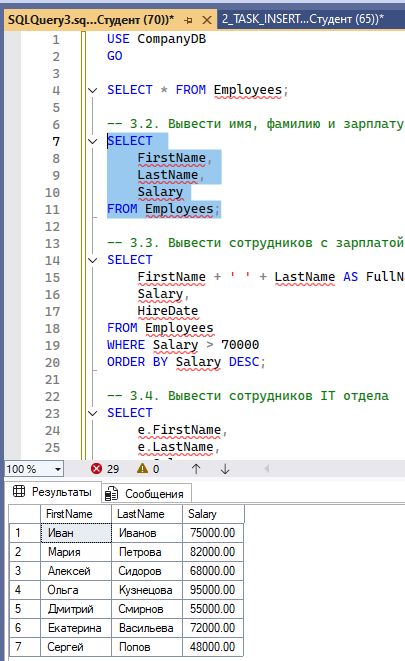 SQLQuery3.sq...Студент (70))* 2_TASK_INSERT...Студент (65))*
1 USE CompanyDB
2 GO
3
4 SELECT * FROM Employees;
5
6 -- 3.2. Вывести имя, фамилию и зарплату
7 SELECT
8 FirstName,
9 LastName,
10 Salary
11 FROM Employees;
12
13 -- 3.3. Вывести сотрудников с зарплатой
14 SELECT
15 FirstName + ' ' + LastName AS FullN
16 Salary,
17 HireDate
18 FROM Employees
19 WHERE Salary > 70000
20 ORDER BY Salary DESC;
21
22 -- 3.4. Вывести сотрудников IT отдела
23 SELECT
24 e.FirstName,
25 e.LastName,
100 % 29 0
Результаты Сообщения
FirstName LastName Salary
1 Иван Иванов 75000.00
2 Мария Петрова 82000.00
3 Алексей Сидоров 68000.00
4 Ольга Кузнецова 95000.00
5 Дмитрий Смирнов 55000.00
6 Екатерина Васильева 72000.00
7 Сергей Попов 48000.00